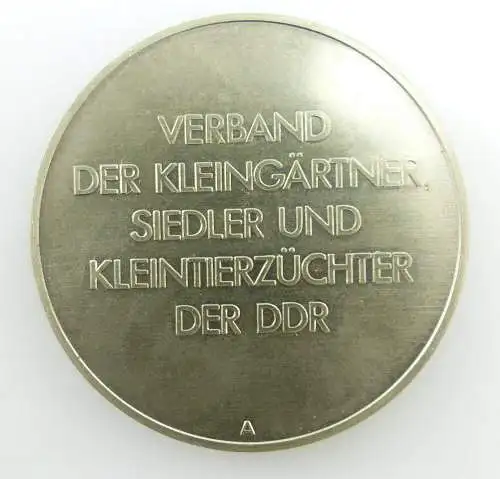 VERBAND
DER KLEINGÄRTNER,
SIEDLER UND
KLEINTIERZÜCHTER
DER DDR
A